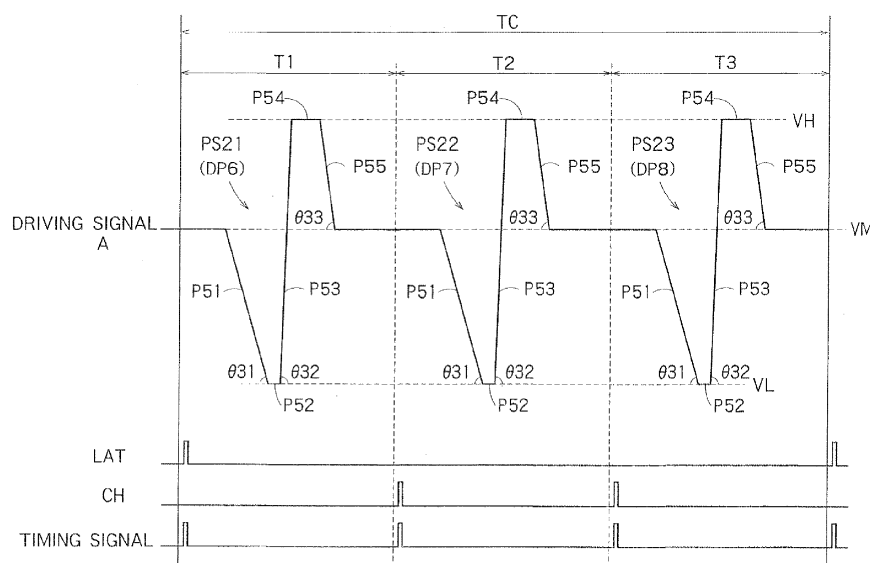 TC
T1 T2 T3
P54 P54 P54
VH
PS21 PS22 PS23
(DP6) (DP7) (DP8)
P55 P55 P55
θ33 θ33 θ33
DRIVING SIGNAL
A
VM
P51 P53 P51 P53 P51 P53
θ31 θ32 θ31 θ32 θ31 θ32
VL
P52 P52 P52
LAT
CH
TIMING SIGNAL